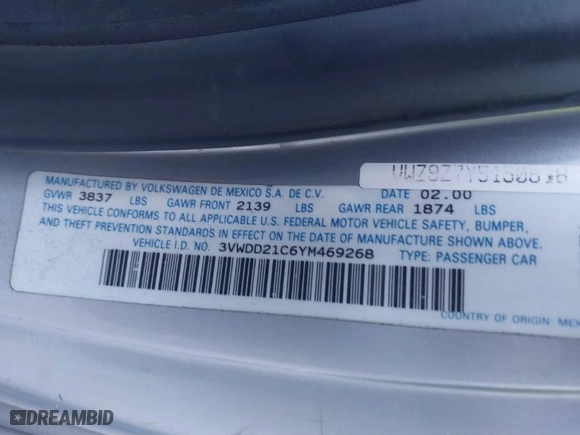 VWZ9Z7Y5150818
MANUFACTURED BY VOLKSWAGEN DE MEXICO S.A. DE C.V. DATE 02.00
GVWR 3837 LBS GAWR FRONT 2139 LBS GAWR REAR 1874 LBS
THIS VEHICLE CONFORMS TO ALL APPLICABLE U.S. FEDERAL MOTOR VEHICLE SAFETY, BUMPER,
AND THEFT PREVENTION STANDARDS IN EFFECT ON THE DATE OF MANUFACTURE SHOWN ABOVE.
VEHICLE I.D. NO. 3VWDD21C6YM469268 TYPE: PASSENGER CAR
COUNTRY OF ORIGIN: MEX
DREAMBID